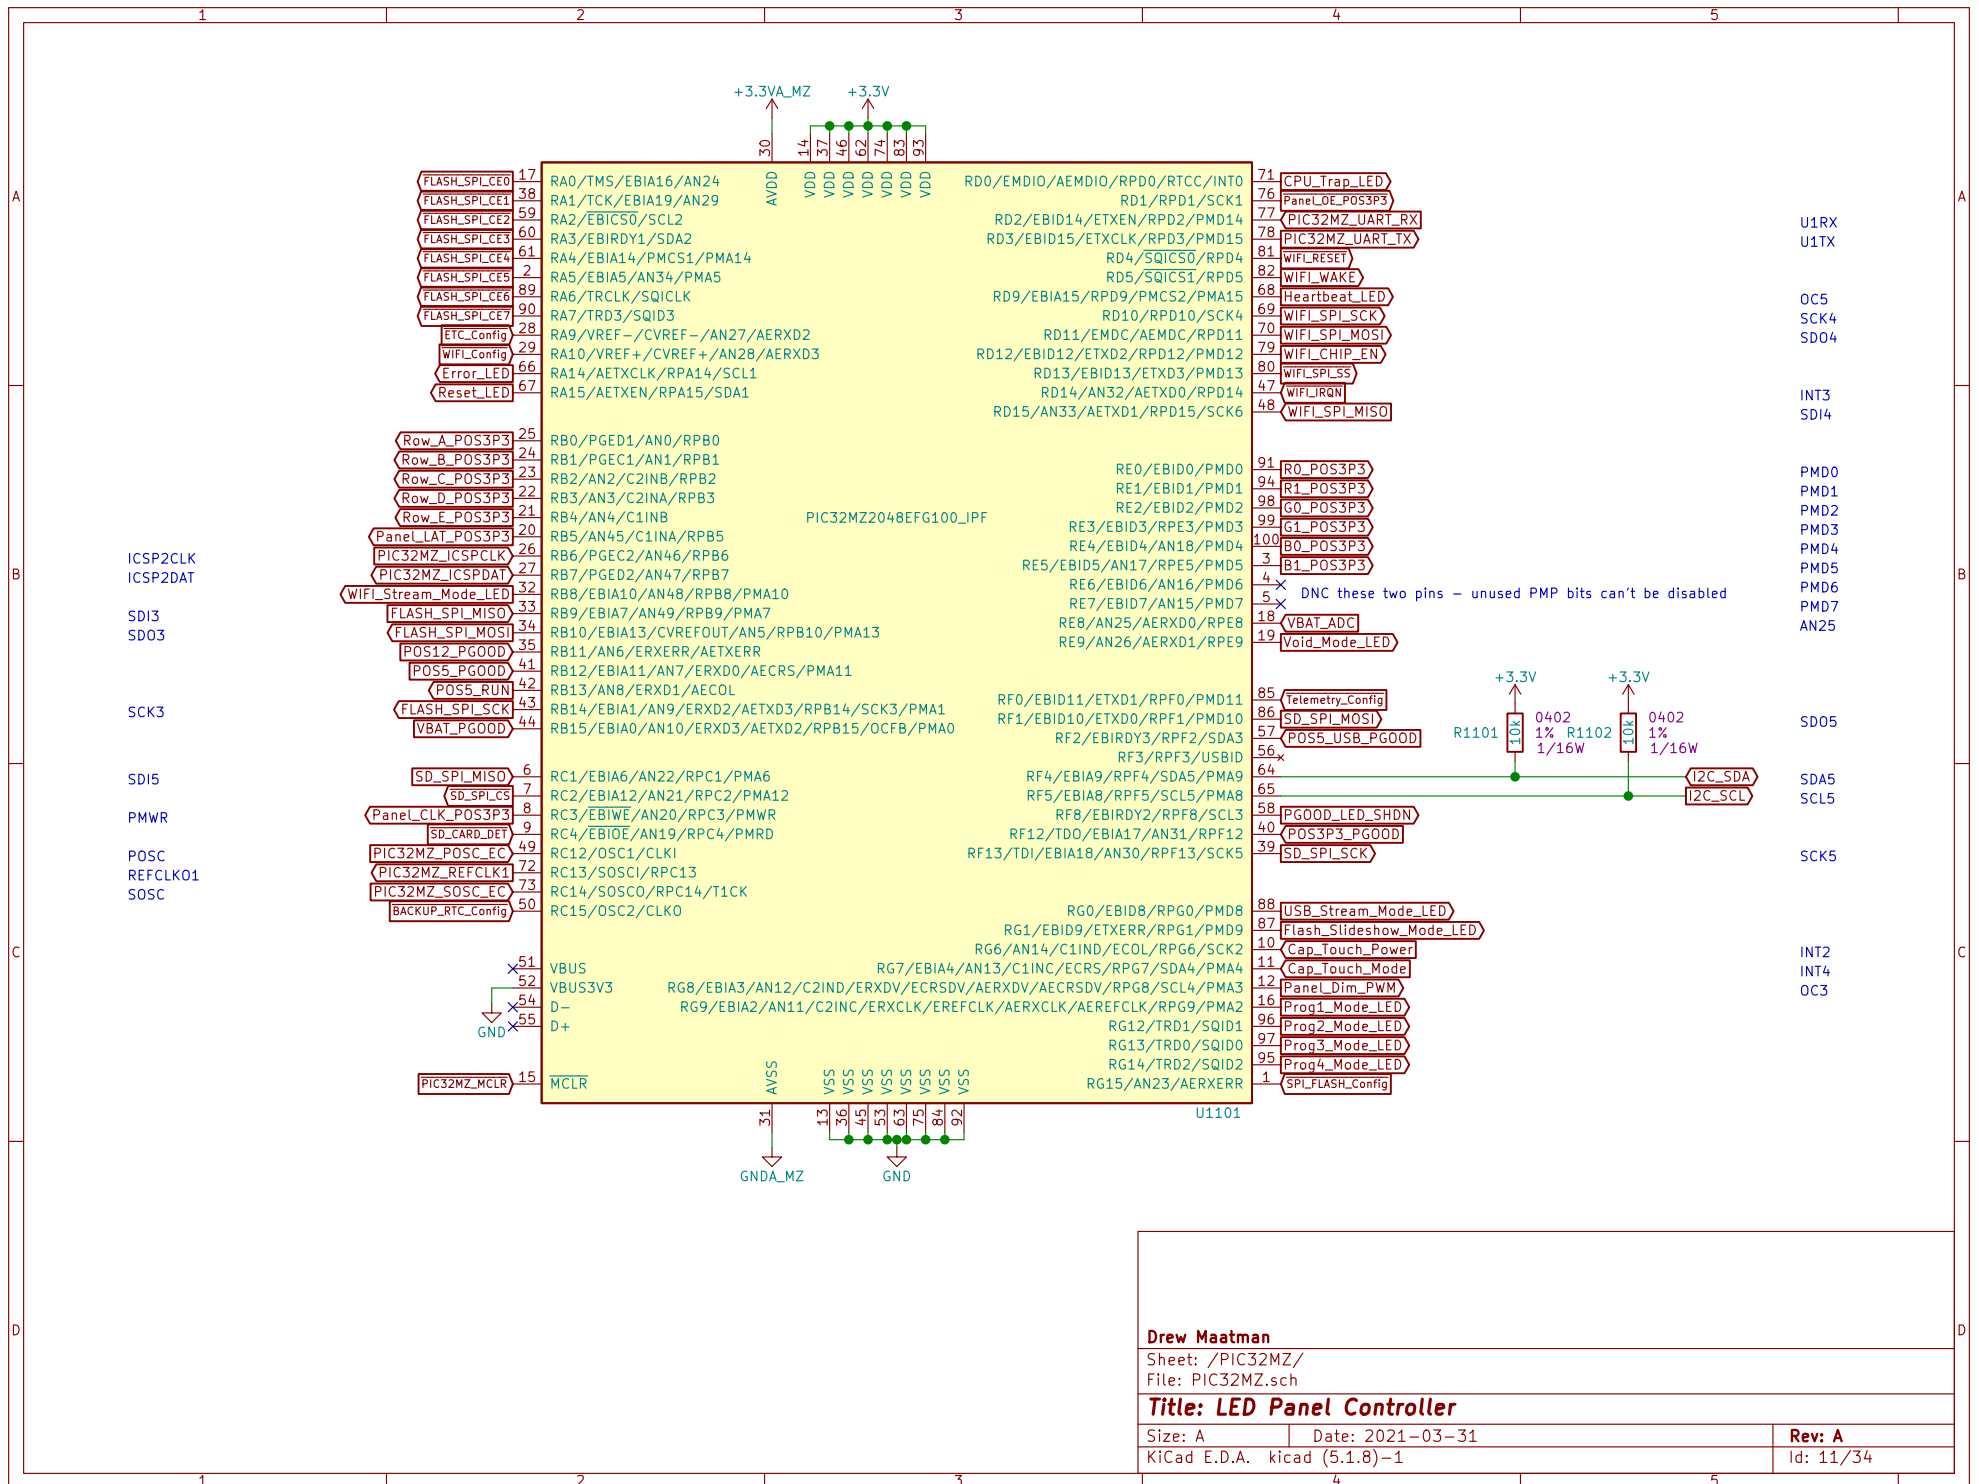 1 2 3 4 5
+3.3VA_MZ +3.3V
30 14 37 46 62 74 83 93
AVDD VDD VDD VDD VDD VDD VDD VDD
A A
FLASH_SPI_CE0 17 RA0/TMS/EBIA16/AN24 RD0/EMDIO/AEMDIO/RPD0/RTCC/INT0 71 CPU_Trap_LED
FLASH_SPI_CE1 38 RA1/TCK/EBIA19/AN29 RD1/RPD1/SCK1 76 Panel_OE_POS3P3
FLASH_SPI_CE2 59 RA2/EBICS0/SCL2 RD2/EBID14/ETXEN/RPD2/PMD14 77 PIC32MZ_UART_RX U1RX
FLASH_SPI_CE3 60 RA3/EBIRDY1/SDA2 RD3/EBID15/ETXCLK/RPD3/PMD15 78 PIC32MZ_UART_TX U1TX
FLASH_SPI_CE4 61 RA4/EBIA14/PMCS1/PMA14 RD4/SQICS0/RPD4 81 WIFI_RESET
FLASH_SPI_CE5 2 RA5/EBIA5/AN34/PMA5 RD5/SQICS1/RPD5 82 WIFI_WAKE
FLASH_SPI_CE6 89 RA6/TRCLK/SQICLK RD9/EBIA15/RPD9/PMCS2/PMA15 68 Heartbeat_LED OC5
FLASH_SPI_CE7 90 RA7/TRD3/SQID3 RD10/RPD10/SCK4 69 WIFI_SPI_SCK SCK4
ETC_Config 28 RA9/VREF-/CVREF-/AN27/AERXD2 RD11/EMDC/AEMDC/RPD11 70 WIFI_SPI_MOSI SDO4
WIFI_Config 29 RA10/VREF+/CVREF+/AN28/AERXD3 RD12/EBID12/ETXD2/RPD12/PMD12 79 WIFI_CHIP_EN
Error_LED 66 RA14/AETXCLK/RPA14/SCL1 RD13/EBID13/ETXD3/PMD13 80 WIFI_SPI_SS
Reset_LED 67 RA15/AETXEN/RPA15/SDA1 RD14/AN32/AETXD0/RPD14 47 WIFI_IRQN INT3
RD15/AN33/AETXD1/RPD15/SCK6 48 WIFI_SPI_MISO SDI4
Row_A_POS3P3 25 RB0/PGED1/AN0/RPB0
Row_B_POS3P3 24 RB1/PGEC1/AN1/RPB1 RE0/EBID0/PMD0 91 R0_POS3P3 PMD0
Row_C_POS3P3 23 RB2/AN2/C2INB/RPB2 RE1/EBID1/PMD1 94 R1_POS3P3 PMD1
Row_D_POS3P3 22 RB3/AN3/C2INA/RPB3 RE2/EBID2/PMD2 98 G0_POS3P3 PMD2
Row_E_POS3P3 21 RB4/AN4/C1INB PIC32MZ2048EFG100_IPF RE3/EBID3/RPE3/PMD3 99 G1_POS3P3 PMD3
Panel_LAT_POS3P3 20 RB5/AN45/C1INA/RPB5 RE4/EBID4/AN18/PMD4 100 B0_POS3P3 PMD4
ICSP2CLK PIC32MZ_ICSPCLK 26 RB6/PGEC2/AN46/RPB6 RE5/EBID5/AN17/RPE5/PMD5 3 B1_POS3P3 PMD5
B ICSP2DAT PIC32MZ_ICSPDAT 27 RB7/PGED2/AN47/RPB7 RE6/EBID6/AN16/PMD6 4 PMD6 B
DNC these two pins – unused PMP bits can't be disabled
WIFI_Stream_Mode_LED 32 RB8/EBIA10/AN48/RPB8/PMA10 RE7/EBID7/AN15/PMD7 5 PMD7
SDI3 FLASH_SPI_MISO 33 RB9/EBIA7/AN49/RPB9/PMA7 RE8/AN25/AERXD0/RPE8 18 VBAT_ADC AN25
SDO3 FLASH_SPI_MOSI 34 RB10/EBIA13/CVREFOUT/AN5/RPB10/PMA13 RE9/AN26/AERXD1/RPE9 19 Void_Mode_LED
POS12_PGOOD 35 RB11/AN6/ERXERR/AETXERR
POS5_PGOOD 41 RB12/EBIA11/AN7/ERXD0/AECRS/PMA11 +3.3V +3.3V
POS5_RUN 42 RB13/AN8/ERXD1/AECOL RF0/EBID11/ETXD1/RPF0/PMD11 85 Telemetry_Config
SCK3 FLASH_SPI_SCK 43 RB14/EBIA1/AN9/ERXD2/AETXD3/RPB14/SCK3/PMA1 RF1/EBID10/ETXD0/RPF1/PMD10 86 SD_SPI_MOSI SDO5
VBAT_PGOOD 44 RB15/EBIA0/AN10/ERXD3/AETXD2/RPB15/OCFB/PMA0 RF2/EBIRDY3/RPF2/SDA3 57 POS5_USB_PGOOD
R1101 10k 0402 1% 1/16W R1102 10k 0402 1% 1/16W
RF3/RPF3/USBID 56
SDI5 SD_SPI_MISO 6 RC1/EBIA6/AN22/RPC1/PMA6 RF4/EBIA9/RPF4/SDA5/PMA9 64 I2C_SDA SDA5
SD_SPI_CS 7 RC2/EBIA12/AN21/RPC2/PMA12 RF5/EBIA8/RPF5/SCL5/PMA8 65 I2C_SCL SCL5
PMWR Panel_CLK_POS3P3 8 RC3/EBIWE/AN20/RPC3/PMWR RF8/EBIRDY2/RPF8/SCL3 58 PGOOD_LED_SHDN
SD_CARD_DET 9 RC4/EBIOE/AN19/RPC4/PMRD RF12/TDO/EBIA17/AN31/RPF12 40 POS3P3_PGOOD
POSC PIC32MZ_POSC_EC 49 RC12/OSC1/CLKI RF13/TDI/EBIA18/AN30/RPF13/SCK5 39 SD_SPI_SCK SCK5
REFCLKO1 PIC32MZ_REFCLK1 72 RC13/SOSCI/RPC13
SOSC PIC32MZ_SOSC_EC 73 RC14/SOSCO/RPC14/T1CK
BACKUP_RTC_Config 50 RC15/OSC2/CLKO RG0/EBID8/RPG0/PMD8 88 USB_Stream_Mode_LED
RG1/EBID9/ETXERR/RPG1/PMD9 87 Flash_Slideshow_Mode_LED
C RG6/AN14/C1IND/ECOL/RPG6/SCK2 10 Cap_Touch_Power INT2 C
51 VBUS RG7/EBIA4/AN13/C1INC/ECRS/RPG7/SDA4/PMA4 11 Cap_Touch_Mode INT4
52 VBUS3V3 RG8/EBIA3/AN12/C2IND/ERXDV/ECRSDV/AERXDV/AECRSDV/RPG8/SCL4/PMA3 12 Panel_Dim_PWM OC3
54 D- RG9/EBIA2/AN11/C2INC/ERXCLK/EREFCLK/AERXCLK/AEREFCLK/RPG9/PMA2 16 Prog1_Mode_LED
GND 55 D+ RG12/TRD1/SQID1 96 Prog2_Mode_LED
RG13/TRD0/SQID0 97 Prog3_Mode_LED
RG14/TRD2/SQID2 95 Prog4_Mode_LED
PIC32MZ_MCLR 15 MCLR RG15/AN23/AERXERR 1 SPI_FLASH_Config
AVSS VSS VSS VSS VSS VSS VSS VSS VSS
31 13 36 45 53 63 75 84 92 U1101
GNDA_MZ GND
D D
Drew Maatman
Sheet: /PIC32MZ/
File: PIC32MZ.sch
Title: LED Panel Controller
Size: A Date: 2021-03-31 Rev: A
KiCad E.D.A. kicad (5.1.8)-1 Id: 11/34
1 2 3 4 5